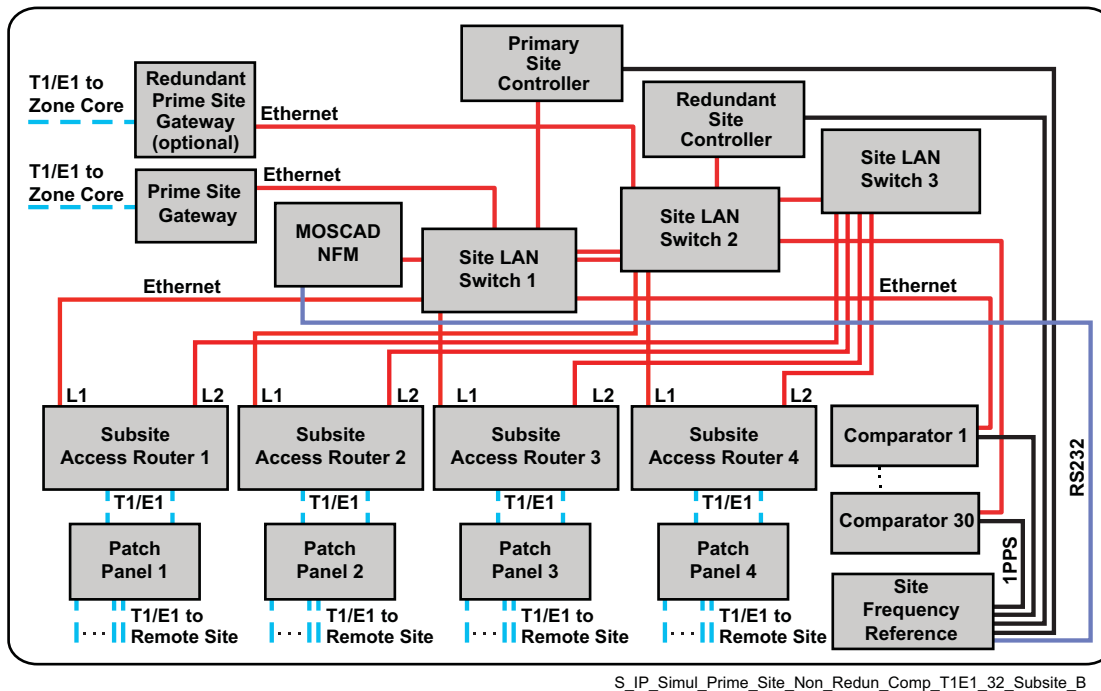 Primary
Site
Controller
T1/E1 to
Zone Core
Redundant
Prime Site
Gateway
(optional)
Ethernet
Redundant
Site
Controller
Site LAN
Switch 3
T1/E1 to
Zone Core
Prime Site
Gateway
Ethernet
MOSCAD
NFM
Site LAN
Switch 1
Site LAN
Switch 2
Ethernet
Ethernet
L1
L2
L1
L2
L1
L2
L1
L2
Subsite
Access Router 1
Subsite
Access Router 2
Subsite
Access Router 3
Subsite
Access Router 4
Comparator 1
Comparator 30
RS232
1PPS
T1/E1
T1/E1
T1/E1
T1/E1
Patch
Panel 1
Patch
Panel 2
Patch
Panel 3
Patch
Panel 4
Site
Frequency
Reference
T1/E1 to
Remote Site
T1/E1 to
Remote Site
T1/E1 to
Remote Site
T1/E1 to
Remote Site
S_IP_Simul_Prime_Site_Non_Redun_Comp_T1E1_32_Subsite_B